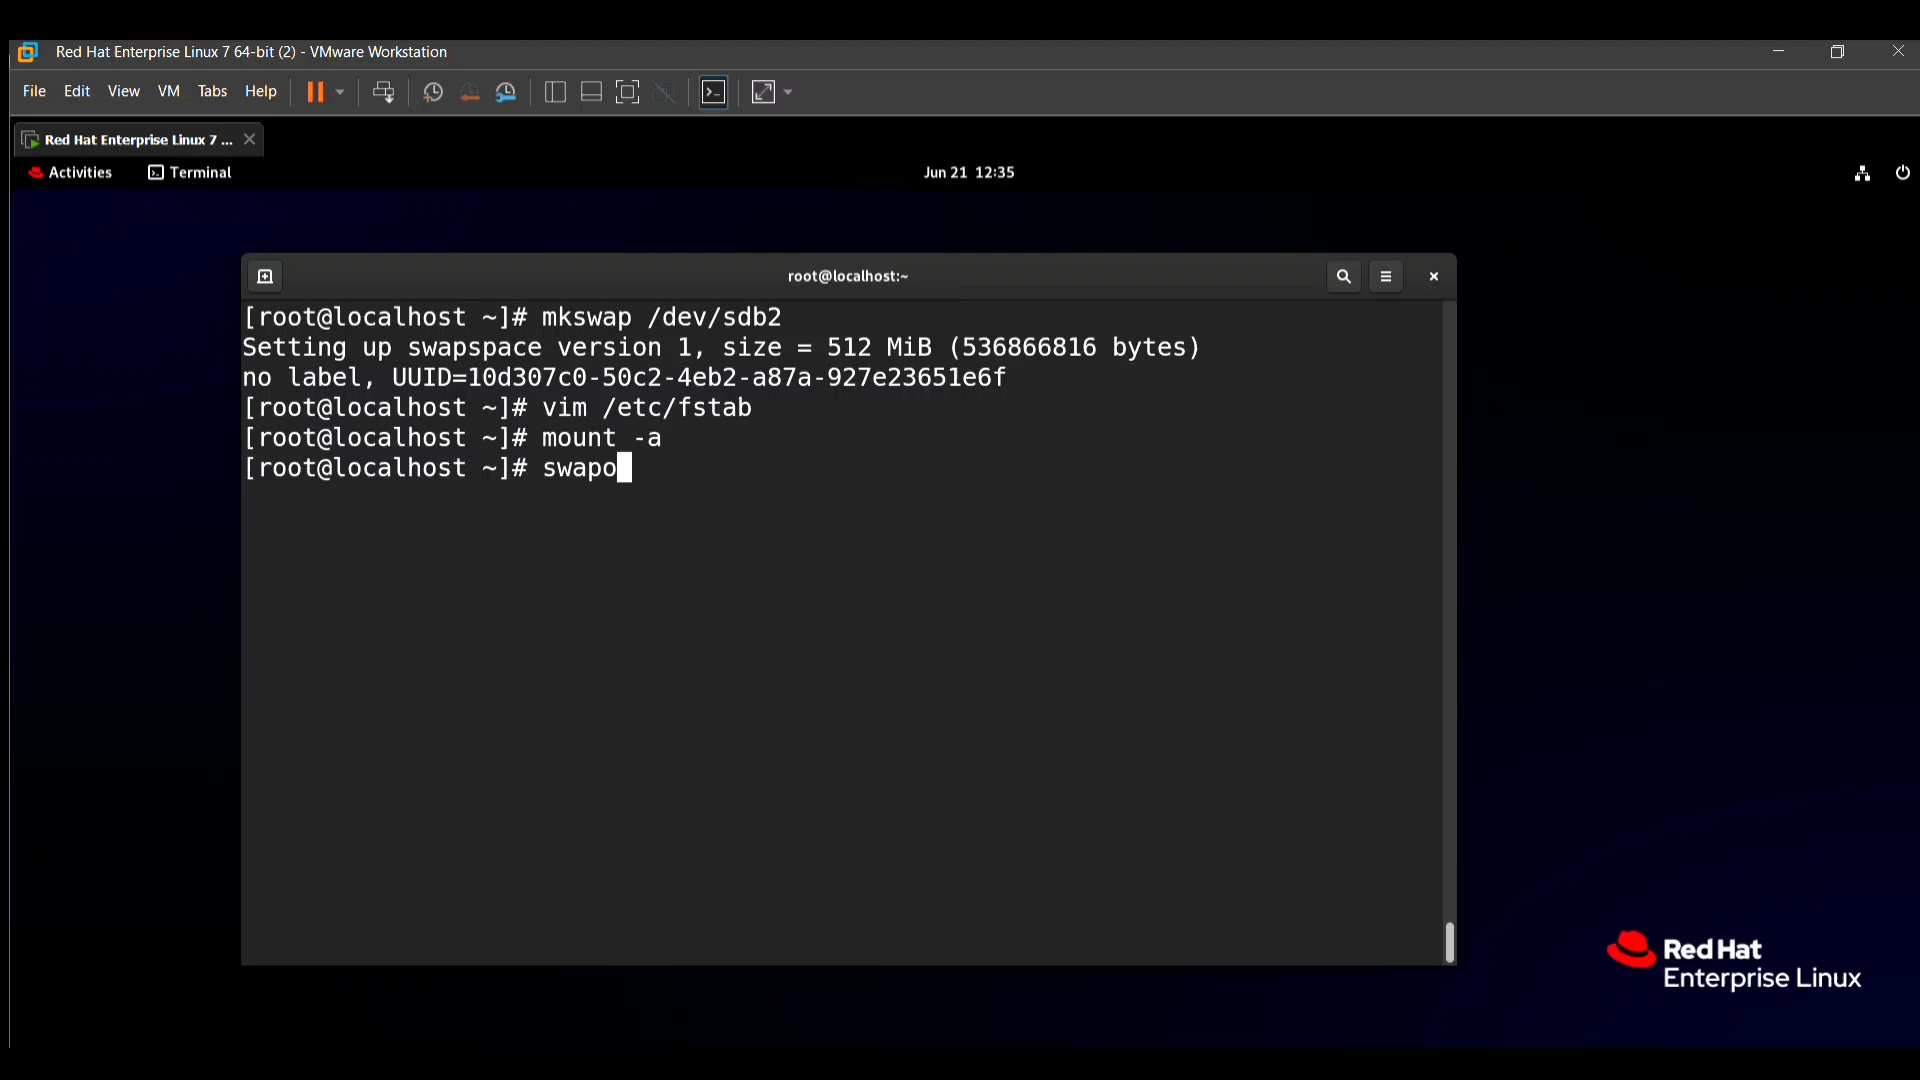 Red Hat Enterprise Linux 7 64-bit (2) - VMware Workstation
File Edit View VM Tabs Help
Red Hat Enterprise Linux 7 ...
Activities Terminal Jun 21 12:35
root@localhost:~
[root@localhost ~]# mkswap /dev/sdb2
Setting up swapspace version 1, size = 512 MiB (536866816 bytes)
no label, UUID=10d307c0-50c2-4eb2-a87a-927e23651e6f
[root@localhost ~]# vim /etc/fstab
[root@localhost ~]# mount -a
[root@localhost ~]# swapo
Red Hat
Enterprise Linux